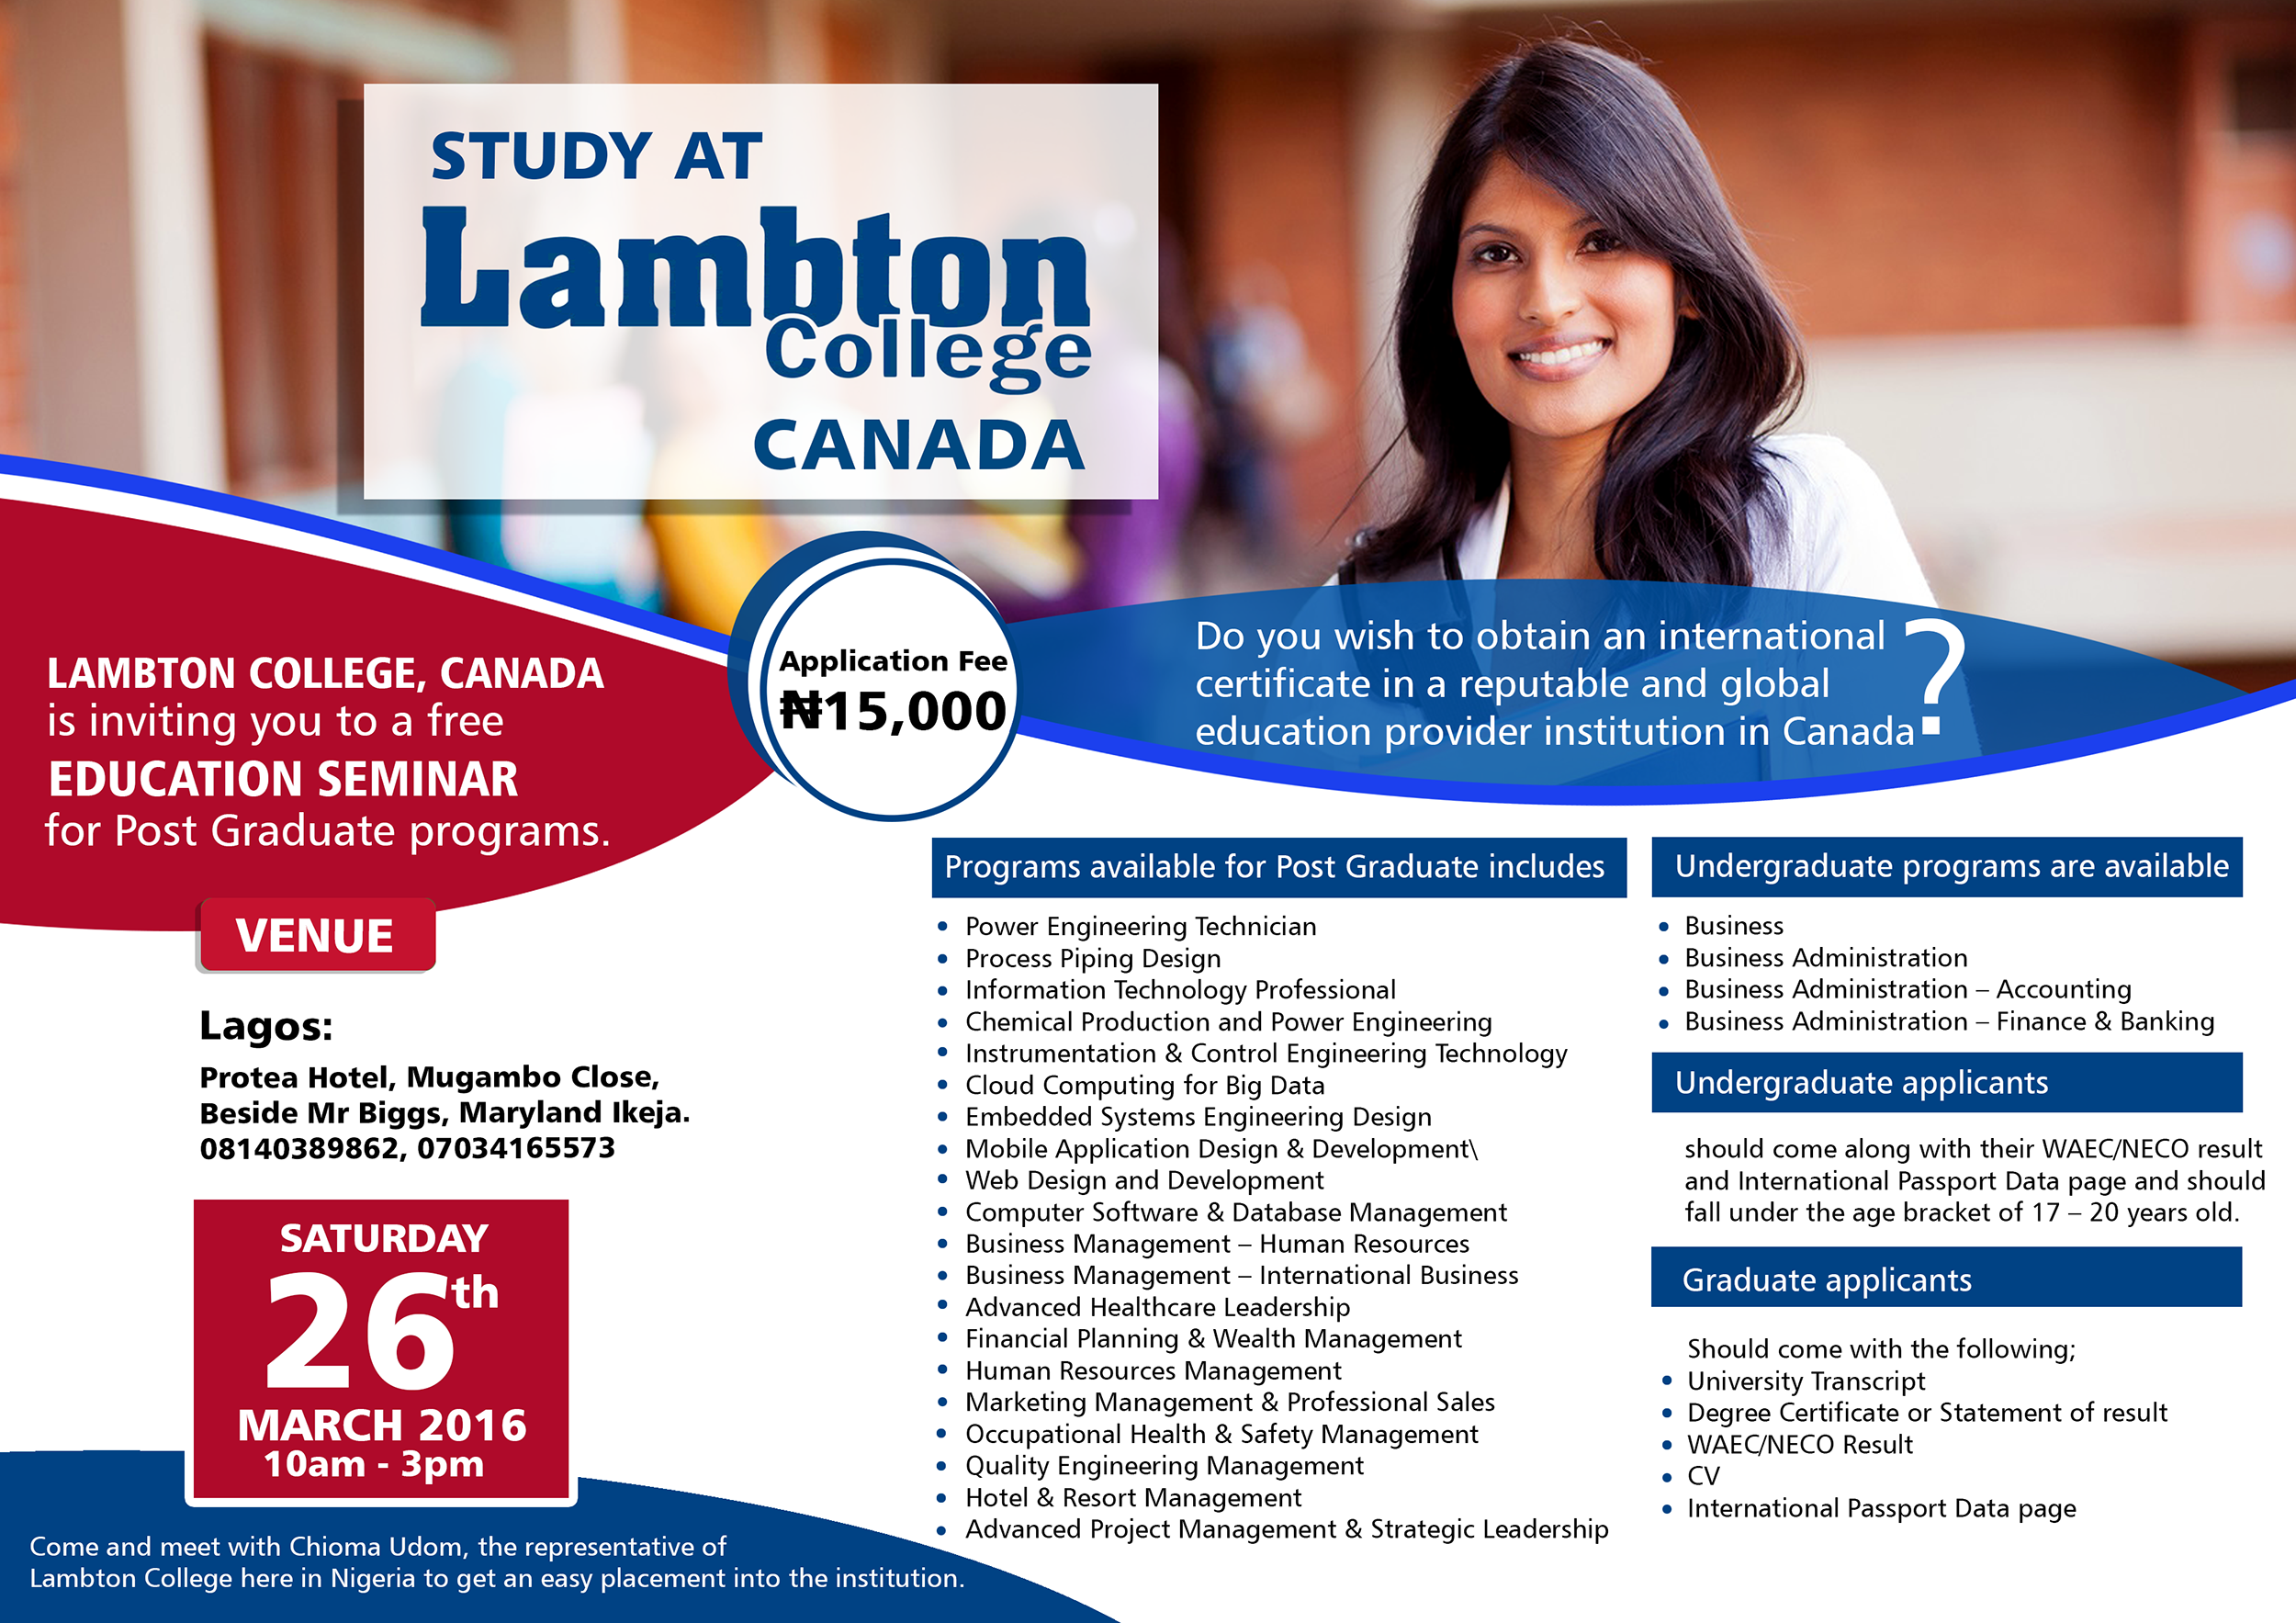 STUDY AT
Lambton
College
CANADA
Application Fee
₦15,000
Do you wish to obtain an international
certificate in a reputable and global
education provider institution in Canada?
LAMBTON COLLEGE, CANADA
is inviting you to a free
EDUCATION SEMINAR
for Post Graduate programs.
VENUE
Lagos:
Protea Hotel, Mugambo Close,
Beside Mr Biggs, Maryland Ikeja.
08140389862, 07034165573
SATURDAY
26th
MARCH 2016
10am - 3pm
Come and meet with Chioma Udom, the representative of
Lambton College here in Nigeria to get an easy placement into the institution.
Programs available for Post Graduate includes
• Power Engineering Technician
• Process Piping Design
• Information Technology Professional
• Chemical Production and Power Engineering
• Instrumentation & Control Engineering Technology
• Cloud Computing for Big Data
• Embedded Systems Engineering Design
• Mobile Application Design & Development\
• Web Design and Development
• Computer Software & Database Management
• Business Management – Human Resources
• Business Management – International Business
• Advanced Healthcare Leadership
• Financial Planning & Wealth Management
• Human Resources Management
• Marketing Management & Professional Sales
• Occupational Health & Safety Management
• Quality Engineering Management
• Hotel & Resort Management
• Advanced Project Management & Strategic Leadership
Undergraduate programs are available
• Business
• Business Administration
• Business Administration – Accounting
• Business Administration – Finance & Banking
Undergraduate applicants
should come along with their WAEC/NECO result
and International Passport Data page and should
fall under the age bracket of 17 – 20 years old.
Graduate applicants
Should come with the following;
• University Transcript
• Degree Certificate or Statement of result
• WAEC/NECO Result
• CV
• International Passport Data page